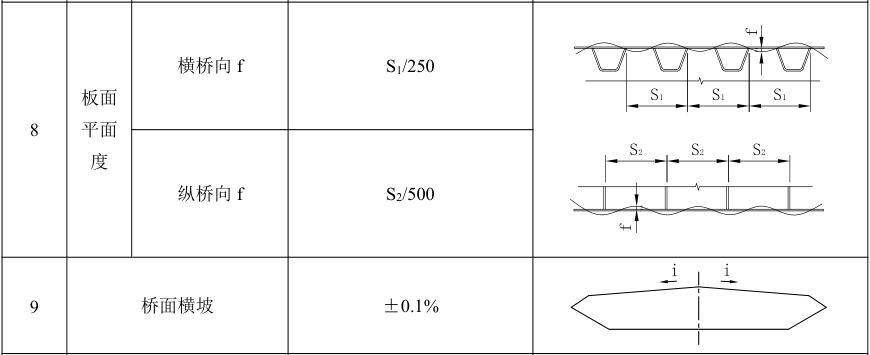 8
板面
平面
度
横桥向 f
S₁/250
f
S₁ S₁ S₁
纵桥向 f
S₂/500
S₂ S₂ S₂
f
9
桥面横坡
±0.1%
i i